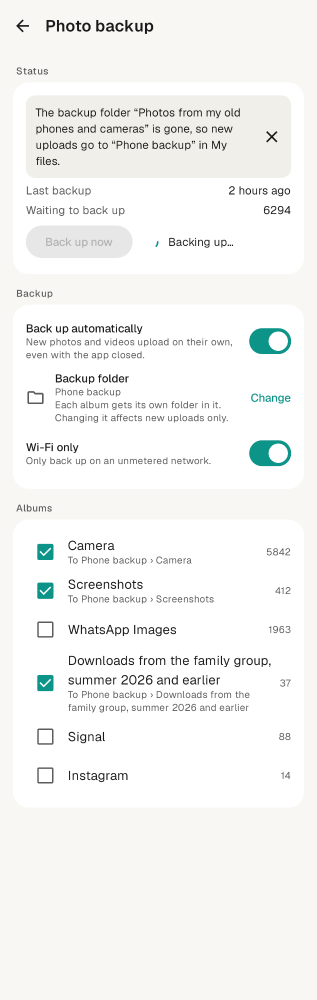 Photo backup
Status
The backup folder “Photos from my old
phones and cameras” is gone, so new
uploads go to “Phone backup” in My
files.
Last backup 2 hours ago
Waiting to back up 6294
Back up now Backing up…
Backup
Back up automatically
New photos and videos upload on their own,
even with the app closed.
Backup folder
Phone backup
Each album gets its own folder in it.
Changing it affects new uploads only.
Change
Wi-Fi only
Only back up on an unmetered network.
Albums
Camera 5842
To Phone backup › Camera
Screenshots 412
To Phone backup › Screenshots
WhatsApp Images 1963
Downloads from the family group,
summer 2026 and earlier 37
To Phone backup › Downloads from the
family group, summer 2026 and earlier
Signal 88
Instagram 14